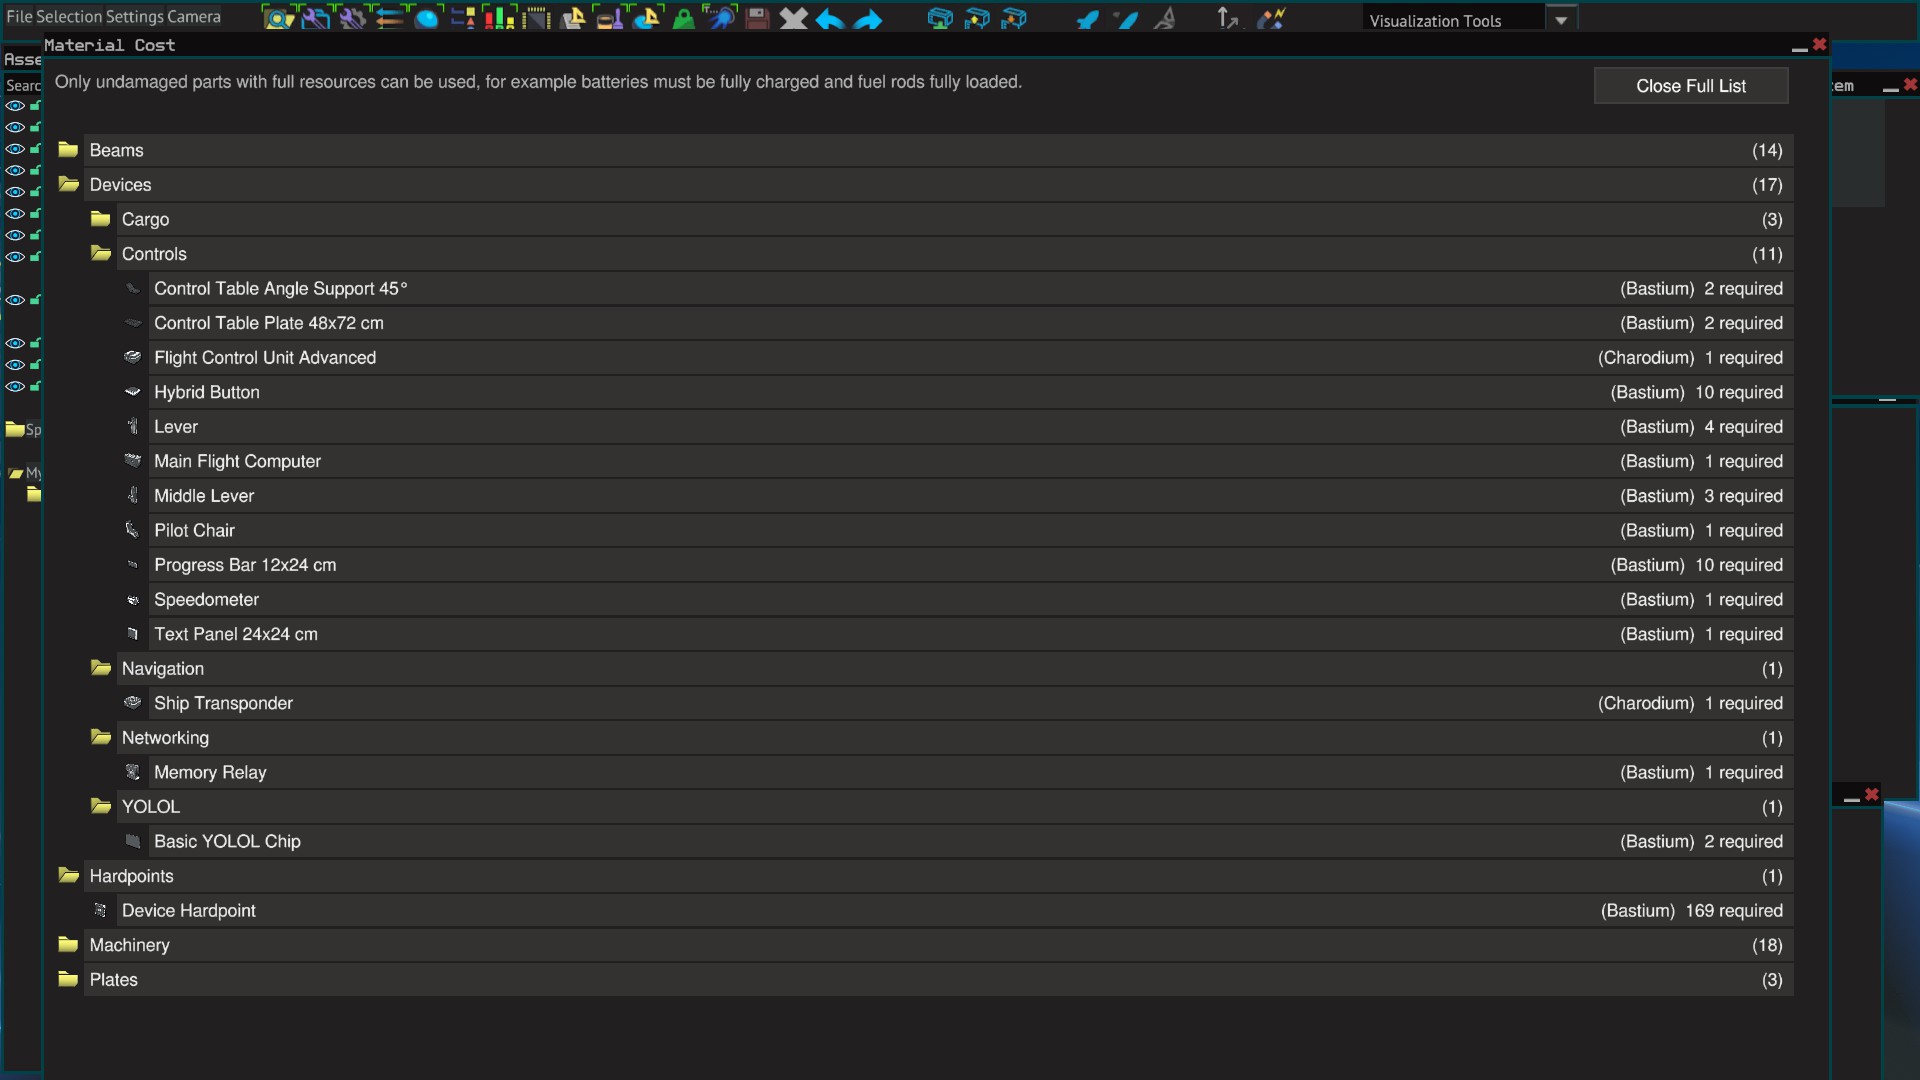 File Selection Settings Camera
Visualization Tools
Material Cost
Asse
Only undamaged parts with full resources can be used, for example batteries must be fully charged and fuel rods fully loaded.
Close Full List
Searc
em
Beams (14)
Devices (17)
Cargo (3)
Controls (11)
Control Table Angle Support 45° (Bastium) 2 required
Control Table Plate 48x72 cm (Bastium) 2 required
Flight Control Unit Advanced (Charodium) 1 required
Hybrid Button (Bastium) 10 required
Lever (Bastium) 4 required
Sp
Main Flight Computer (Bastium) 1 required
My
Middle Lever (Bastium) 3 required
Pilot Chair (Bastium) 1 required
Progress Bar 12x24 cm (Bastium) 10 required
Speedometer (Bastium) 1 required
Text Panel 24x24 cm (Bastium) 1 required
Navigation (1)
Ship Transponder (Charodium) 1 required
Networking (1)
Memory Relay (Bastium) 1 required
YOLOL (1)
Basic YOLOL Chip (Bastium) 2 required
Hardpoints (1)
Device Hardpoint (Bastium) 169 required
Machinery (18)
Plates (3)